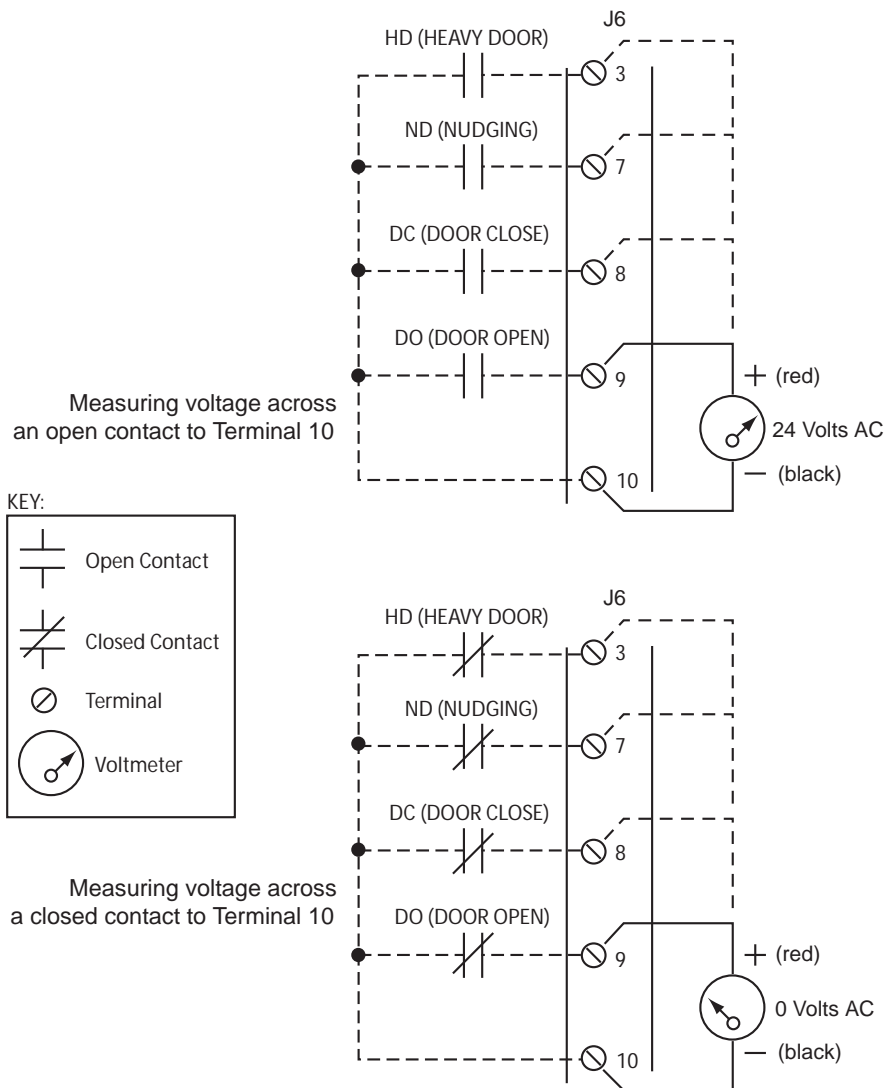 J6
HD (HEAVY DOOR)
3
ND (NUDGING)
7
DC (DOOR CLOSE)
8
DO (DOOR OPEN)
9
+ (red)
Measuring voltage across
an open contact to Terminal 10
24 Volts AC
10
— (black)
KEY:
Open Contact
Closed Contact
Terminal
Voltmeter
J6
HD (HEAVY DOOR)
3
ND (NUDGING)
7
DC (DOOR CLOSE)
8
Measuring voltage across
a closed contact to Terminal 10
DO (DOOR OPEN)
9
+ (red)
0 Volts AC
10
— (black)